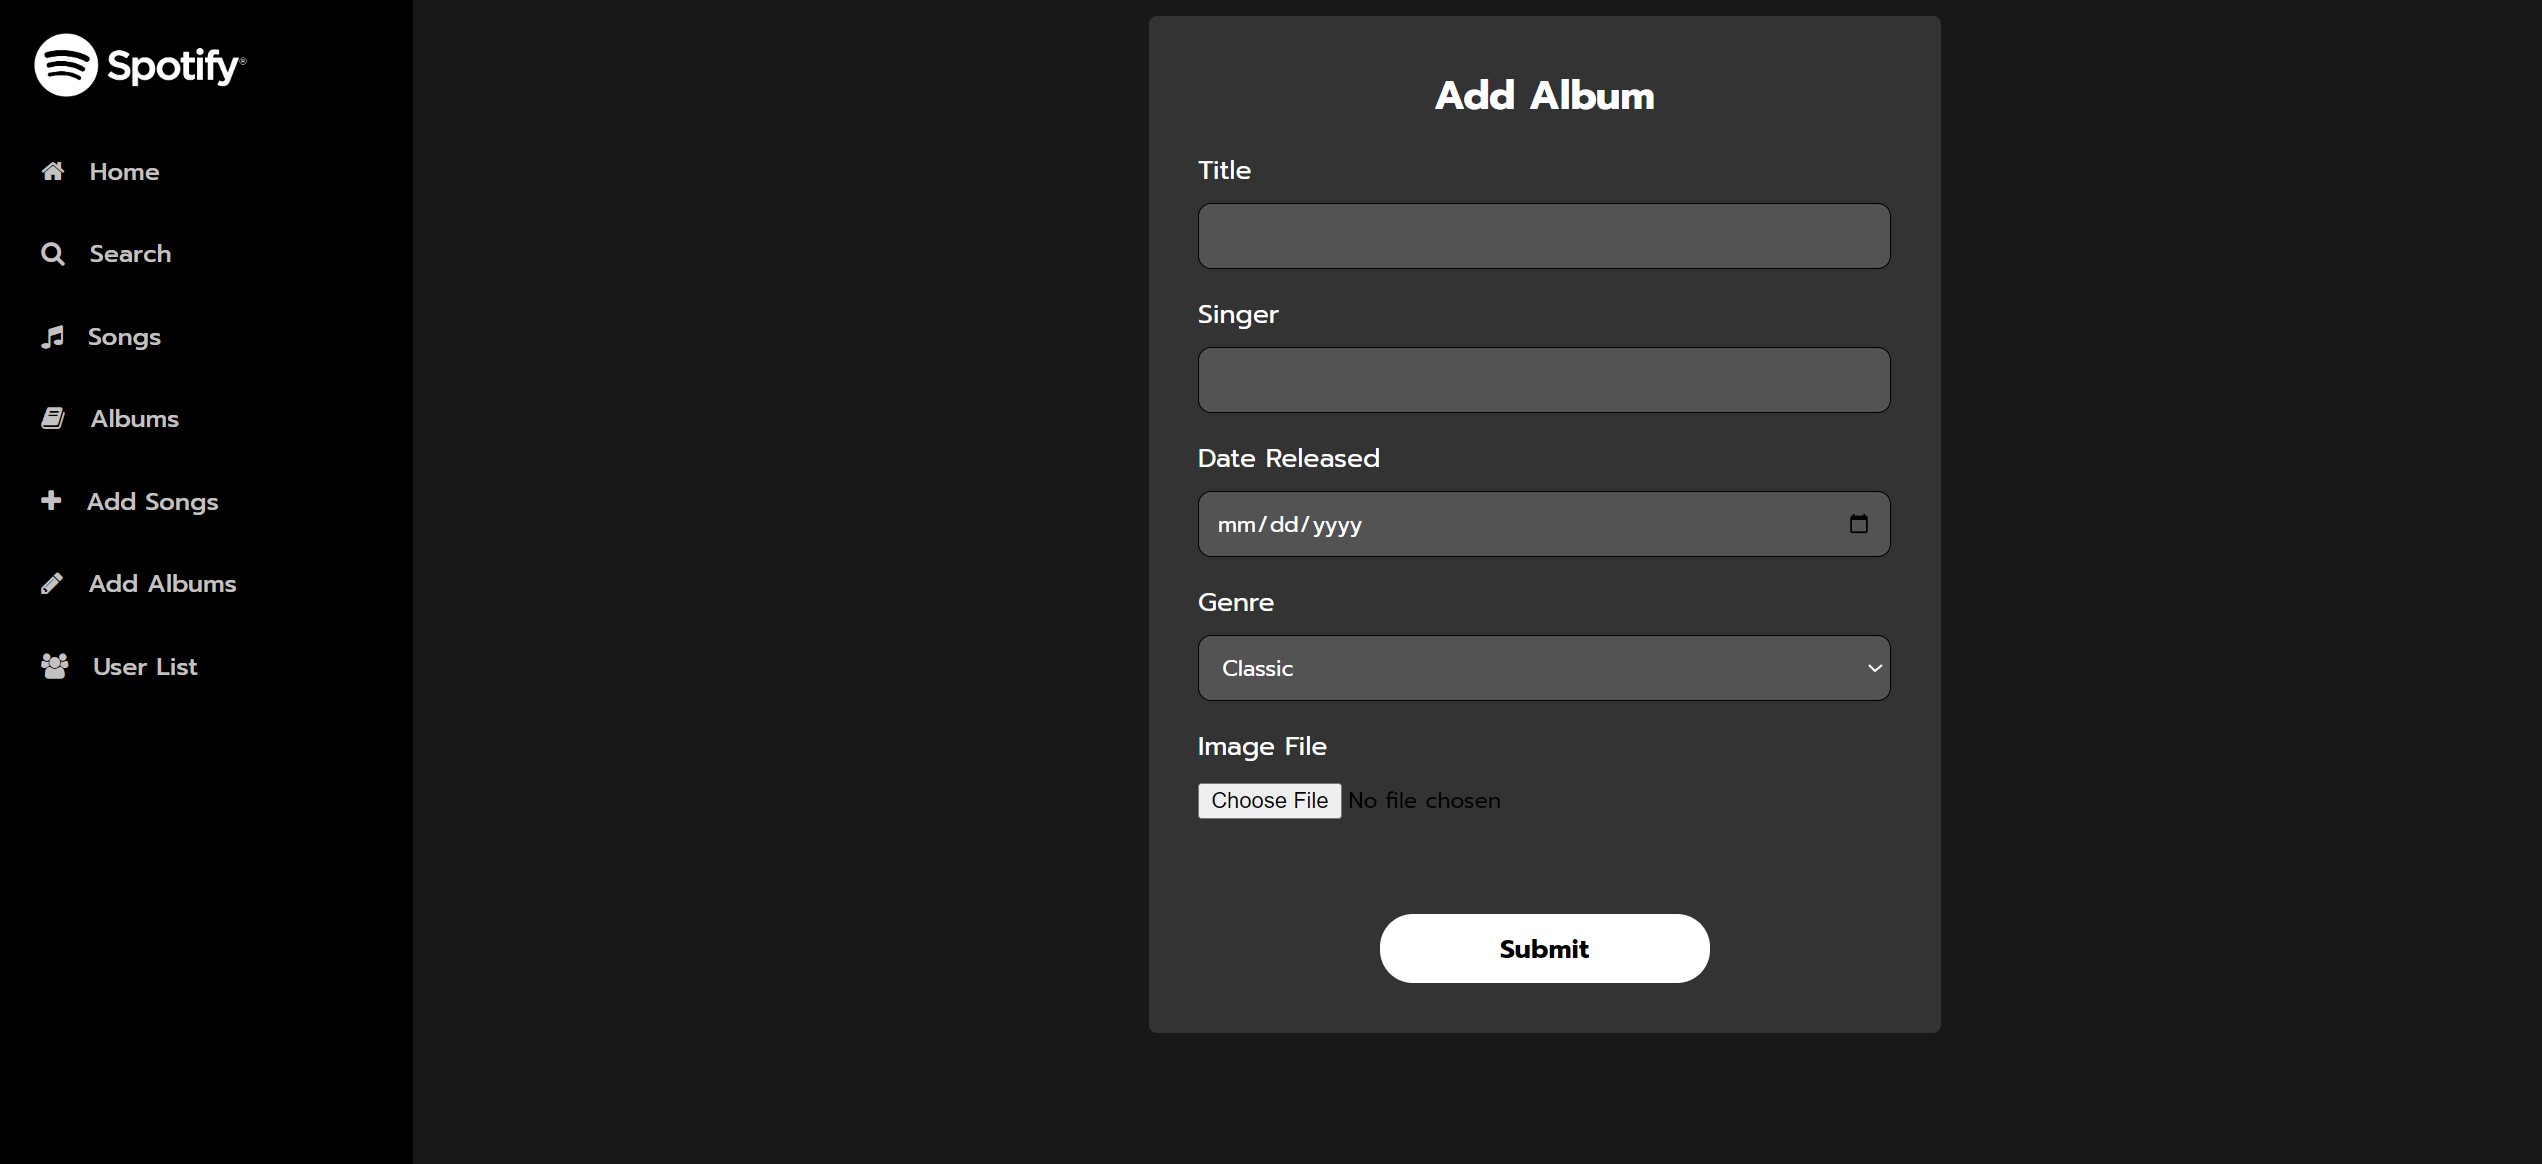 Spotify®
Home
Search
Songs
Albums
Add Songs
Add Albums
User List
Add Album
Title
Singer
Date Released
mm/dd/yyyy
Genre
Classic
Image File
Choose File No file chosen
Submit